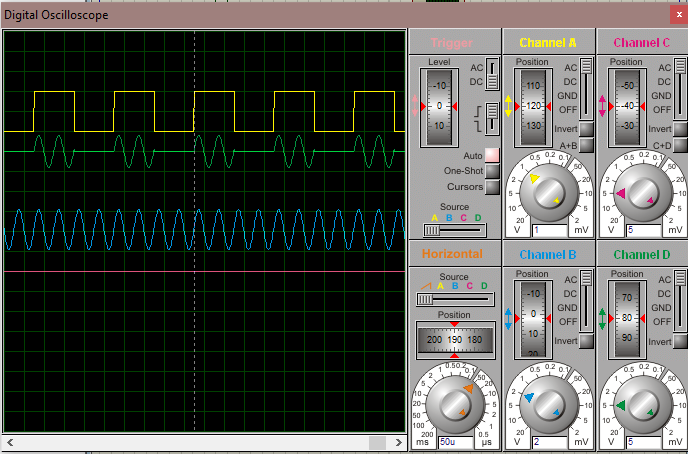 Digital Oscilloscope
x
Trigger
Level
-10
0
10
AC
DC
Auto
One-Shot
Cursors
Source
A B C D
Channel A
Position
110
120
130
AC
DC
GND
OFF
Invert
A+B
1 0.5 0.2 0.1
2 50
5 20
10 10
20 5 2
V 1 mV
Channel C
Position
-50
-40
-30
AC
DC
GND
OFF
Invert
C+D
1 0.5 0.2 0.1
2 50
5 20
10 10
20 5 2
V 5 mV
Horizontal
Source
A B C D
Position
200 190 180
1 0.50 0.2 0.1
2 50
5 20
10 10
20 5
50 2
100 1
200 0.5
ms 50u µs
Channel B
Position
-10
0
10
20
AC
DC
GND
OFF
Invert
1 0.5 0.2 0.1
2 50
5 20
10 10
20 5 2
V 2 mV
Channel D
Position
70
80
90
AC
DC
GND
OFF
Invert
1 0.5 0.2 0.1
2 50
5 20
10 10
20 5 2
V 5 mV